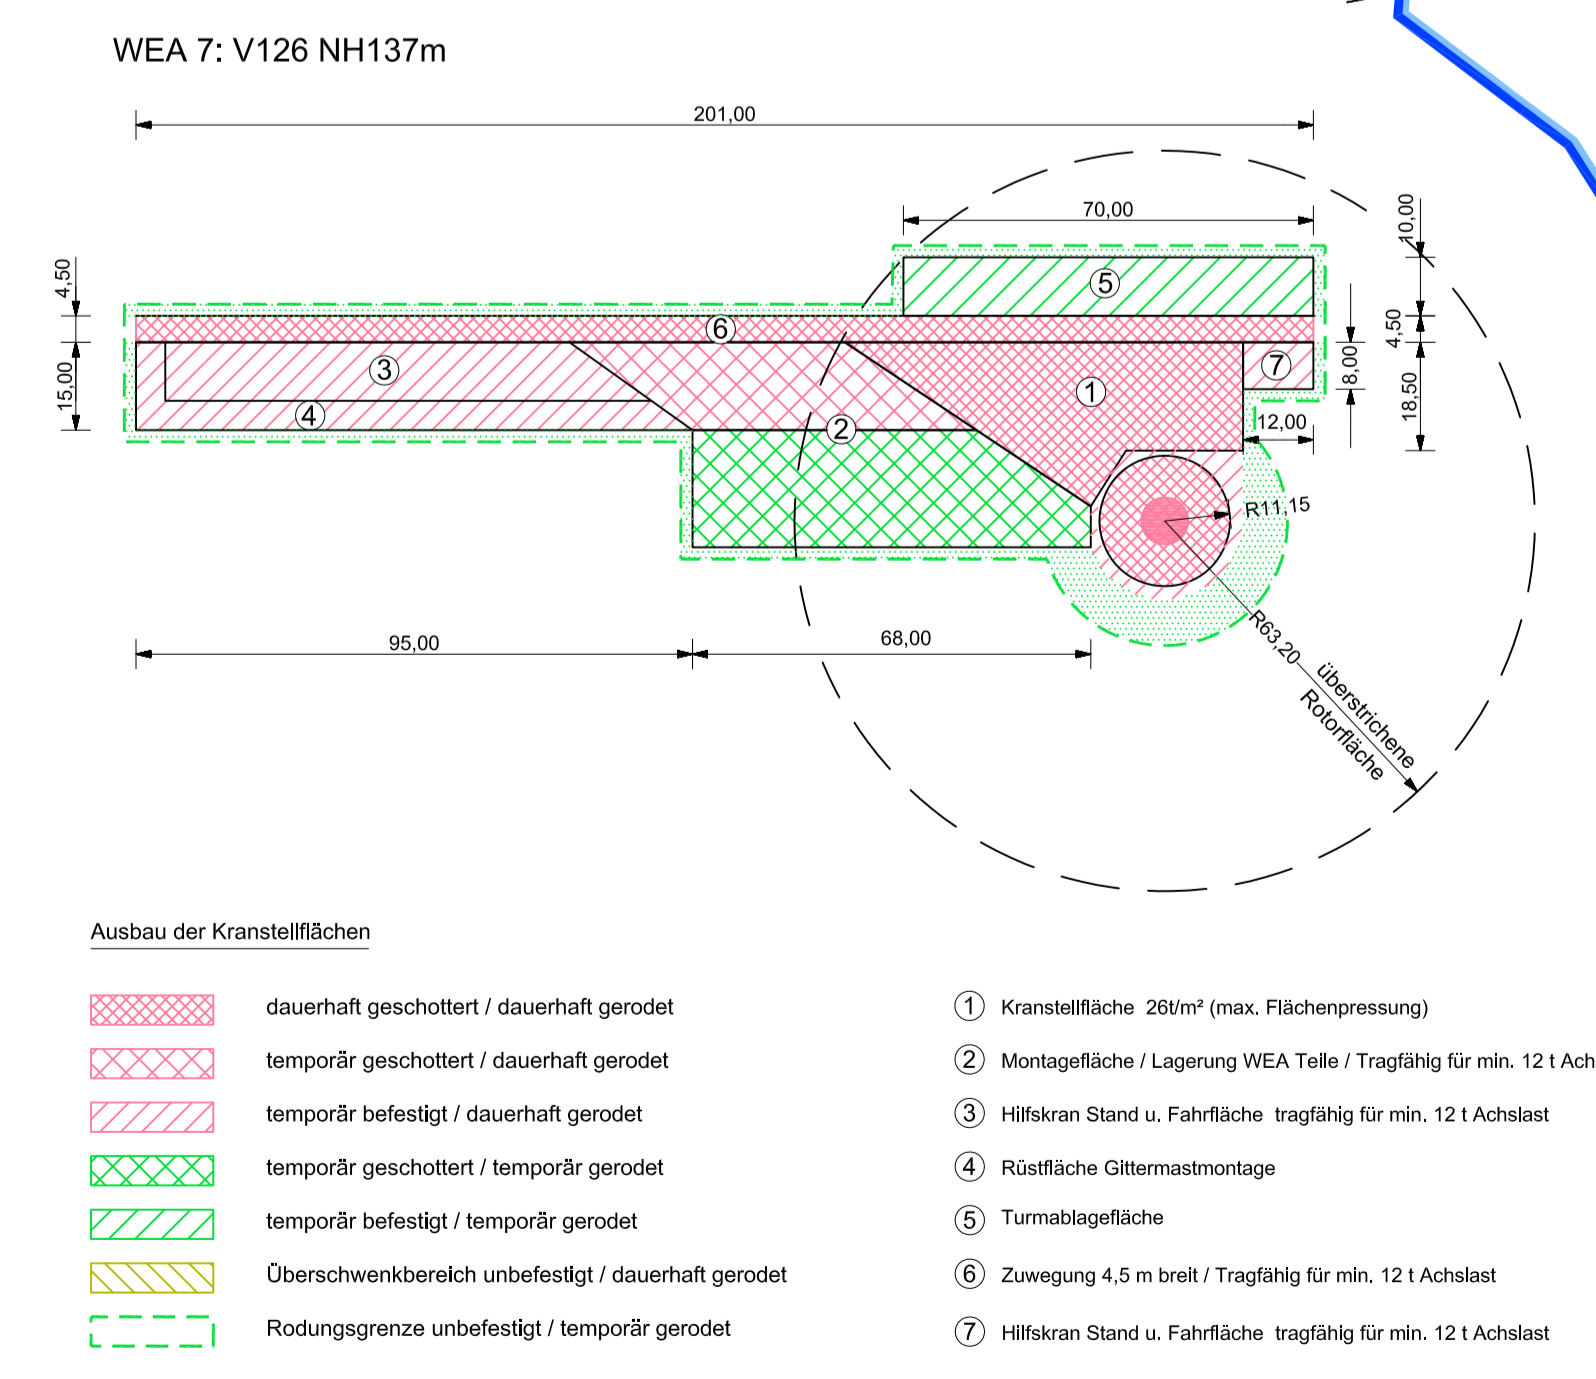 WEA 7: V126 NH137m
201,00
70,00
10,00
4,50
4,50
15,00
8,00
18,50
12,00
5
6
3
7
1
4
2
R11,15
R63,20
überstrichene
Rotorfläche
95,00
68,00
Ausbau der Kranstellflächen
dauerhaft geschottert / dauerhaft gerodet
temporär geschottert / dauerhaft gerodet
temporär befestigt / dauerhaft gerodet
temporär geschottert / temporär gerodet
temporär befestigt / temporär gerodet
Überschwenkbereich unbefestigt / dauerhaft gerodet
Rodungsgrenze unbefestigt / temporär gerodet
1 Kranstellfläche 26t/m² (max. Flächenpressung)
2 Montagefläche / Lagerung WEA Teile / Tragfähig für min. 12 t Ach
3 Hilfskran Stand u. Fahrfläche tragfähig für min. 12 t Achslast
4 Rüstfläche Gittermastmontage
5 Turmablagefläche
6 Zuwegung 4,5 m breit / Tragfähig für min. 12 t Achslast
7 Hilfskran Stand u. Fahrfläche tragfähig für min. 12 t Achslast